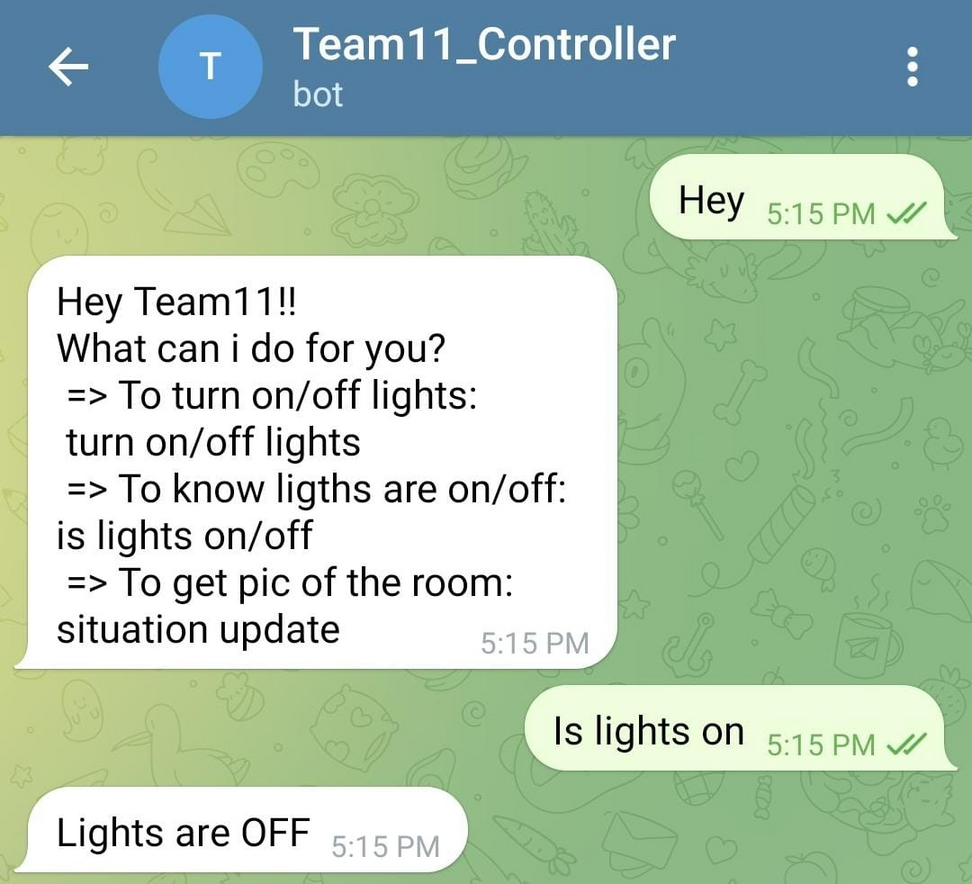 T
Team11_Controller
bot
Hey 5:15 PM
Hey Team11!!
What can i do for you?
=> To turn on/off lights:
turn on/off lights
=> To know ligths are on/off:
is lights on/off
=> To get pic of the room:
situation update 5:15 PM
Is lights on 5:15 PM
Lights are OFF 5:15 PM